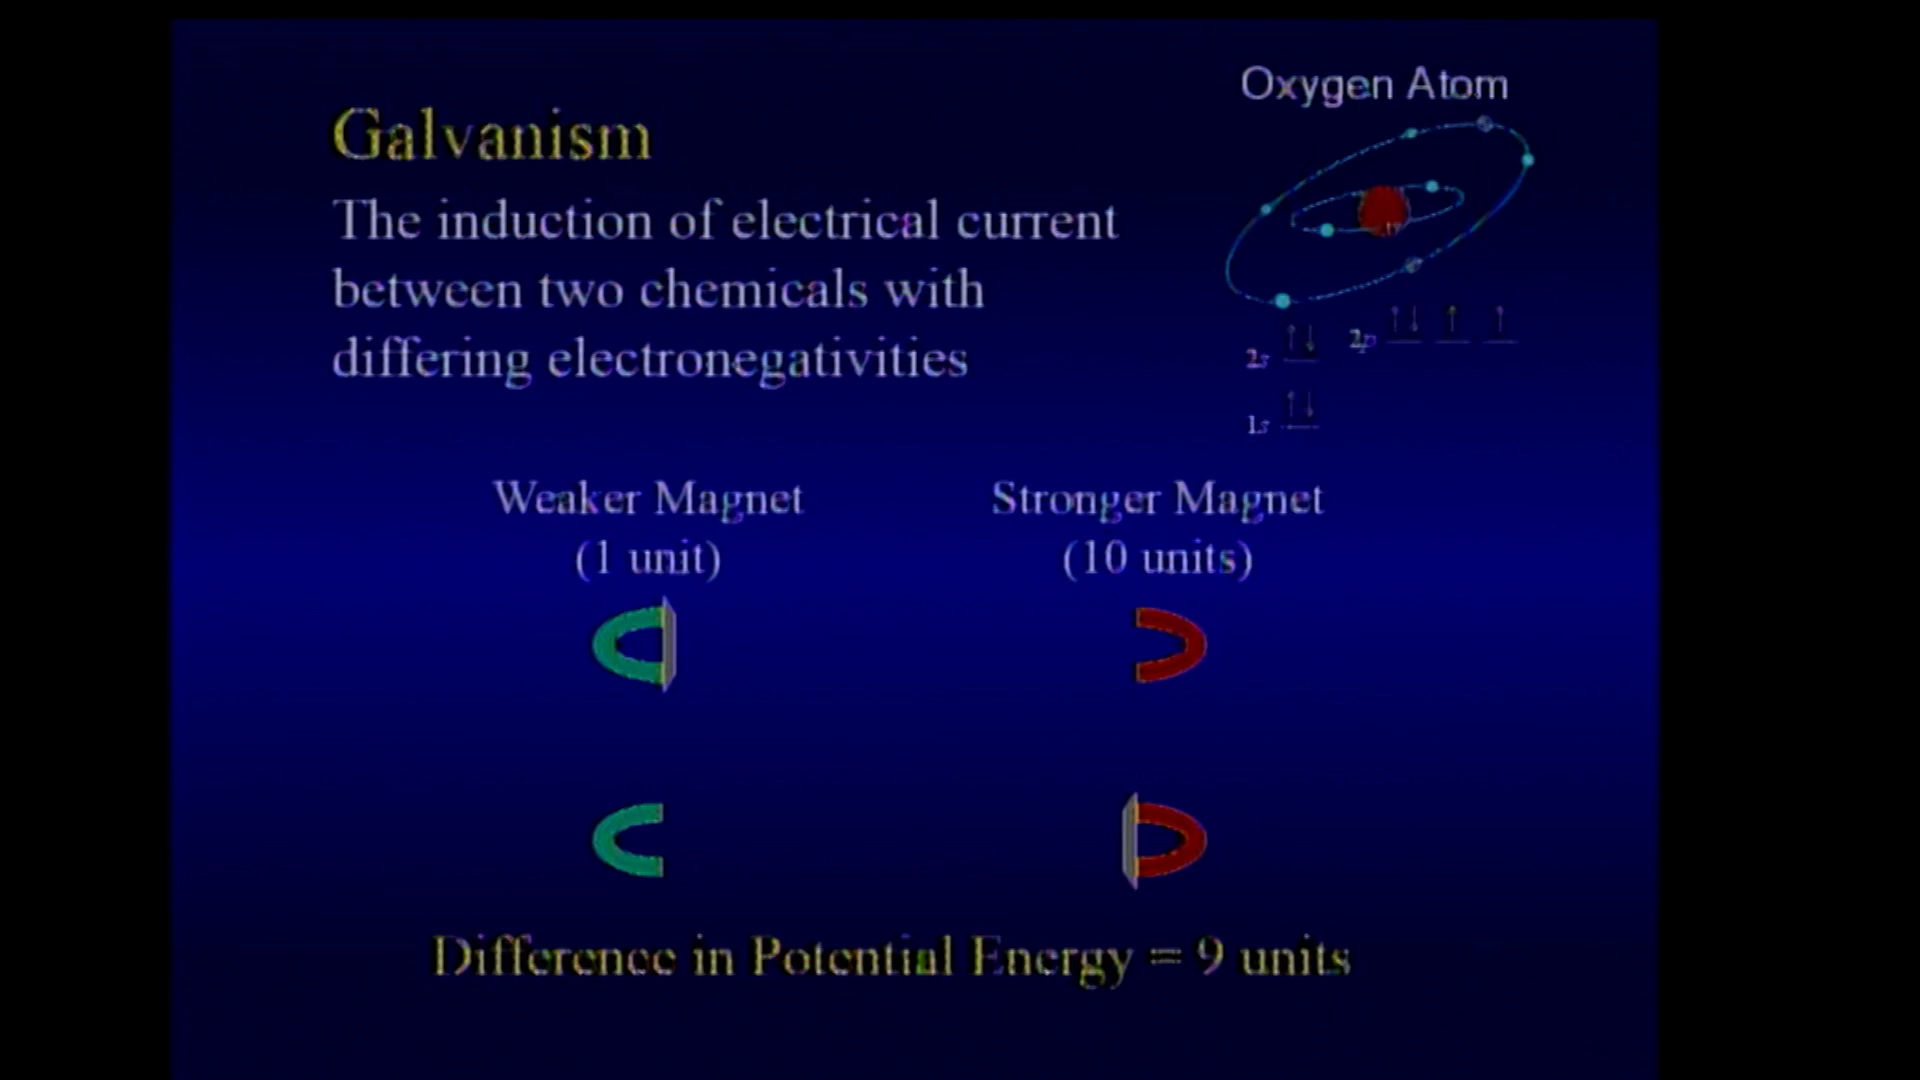 Oxygen Atom
Galvanism
The induction of electrical current
between two chemicals with
differing electronegativities
2s ↑↓ 2p ↑↓ ↑ ↑
1s ↑↓
Weaker Magnet
(1 unit)
Stronger Magnet
(10 units)
Difference in Potential Energy = 9 units